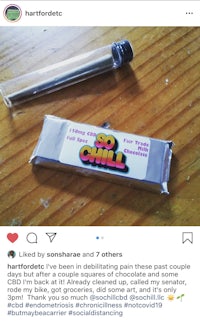 hartfordetc
150mg CBD
Full Spec
SO
CHILL
Fair Trade
Milk
Chocolate
Liked by sonsharae and 7 others
hartfordetc I've been in debilitating pain these past couple
days but after a couple squares of chocolate and some
CBD I'm back at it! Already cleaned up, called my senator,
rode my bike, got groceries, did some art, and it's only
3pm! Thank you so much @sochillcbd @sochill.llc ☀️🌱
#cbd #endometriosis #chronicillness #notcovid19
#butmaybeacarrier #socialdistancing